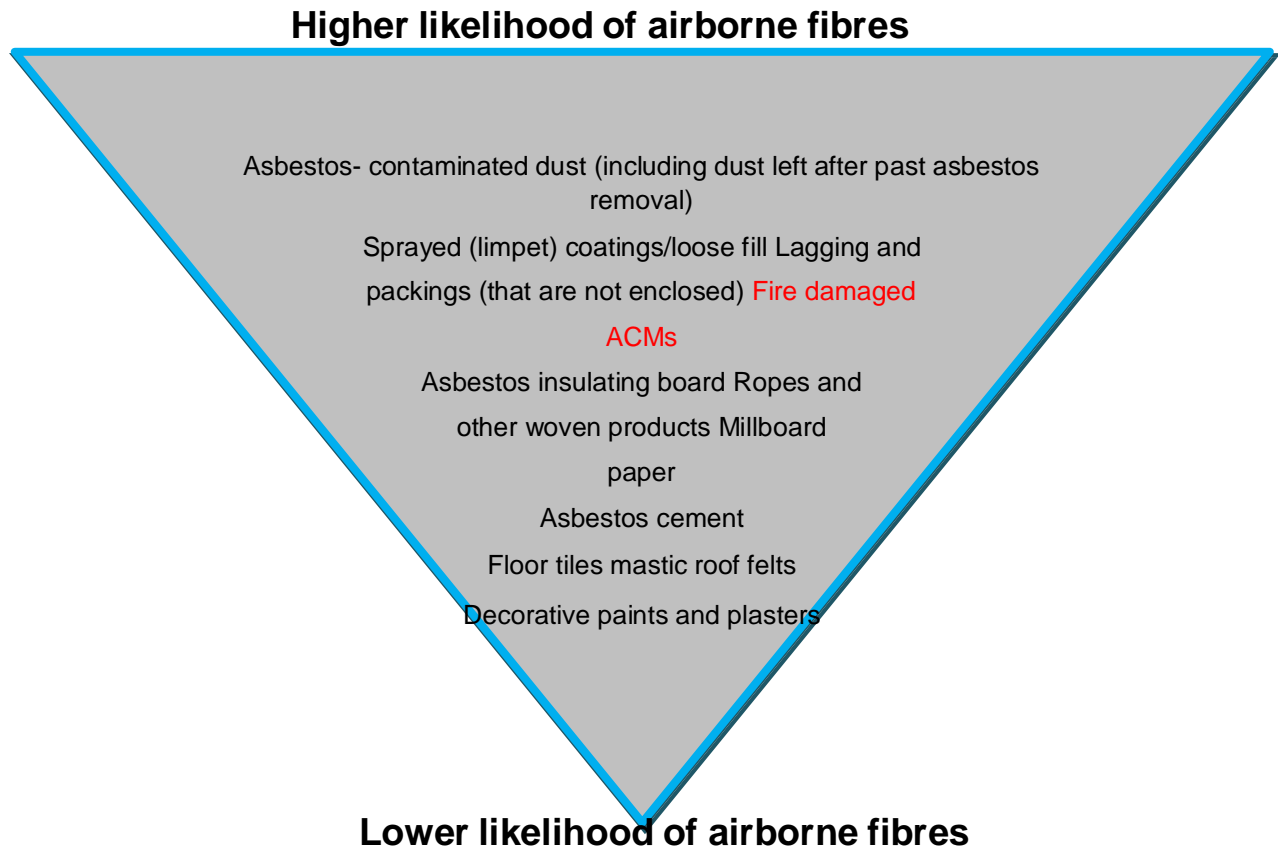 Higher likelihood of airborne fibres
Asbestos- contaminated dust (including dust left after past asbestos
removal)
Sprayed (limpet) coatings/loose fill Lagging and
packings (that are not enclosed) Fire damaged
ACMs
Asbestos insulating board Ropes and
other woven products Millboard
paper
Asbestos cement
Floor tiles mastic roof felts
Decorative paints and plasters
Lower likelihood of airborne fibres